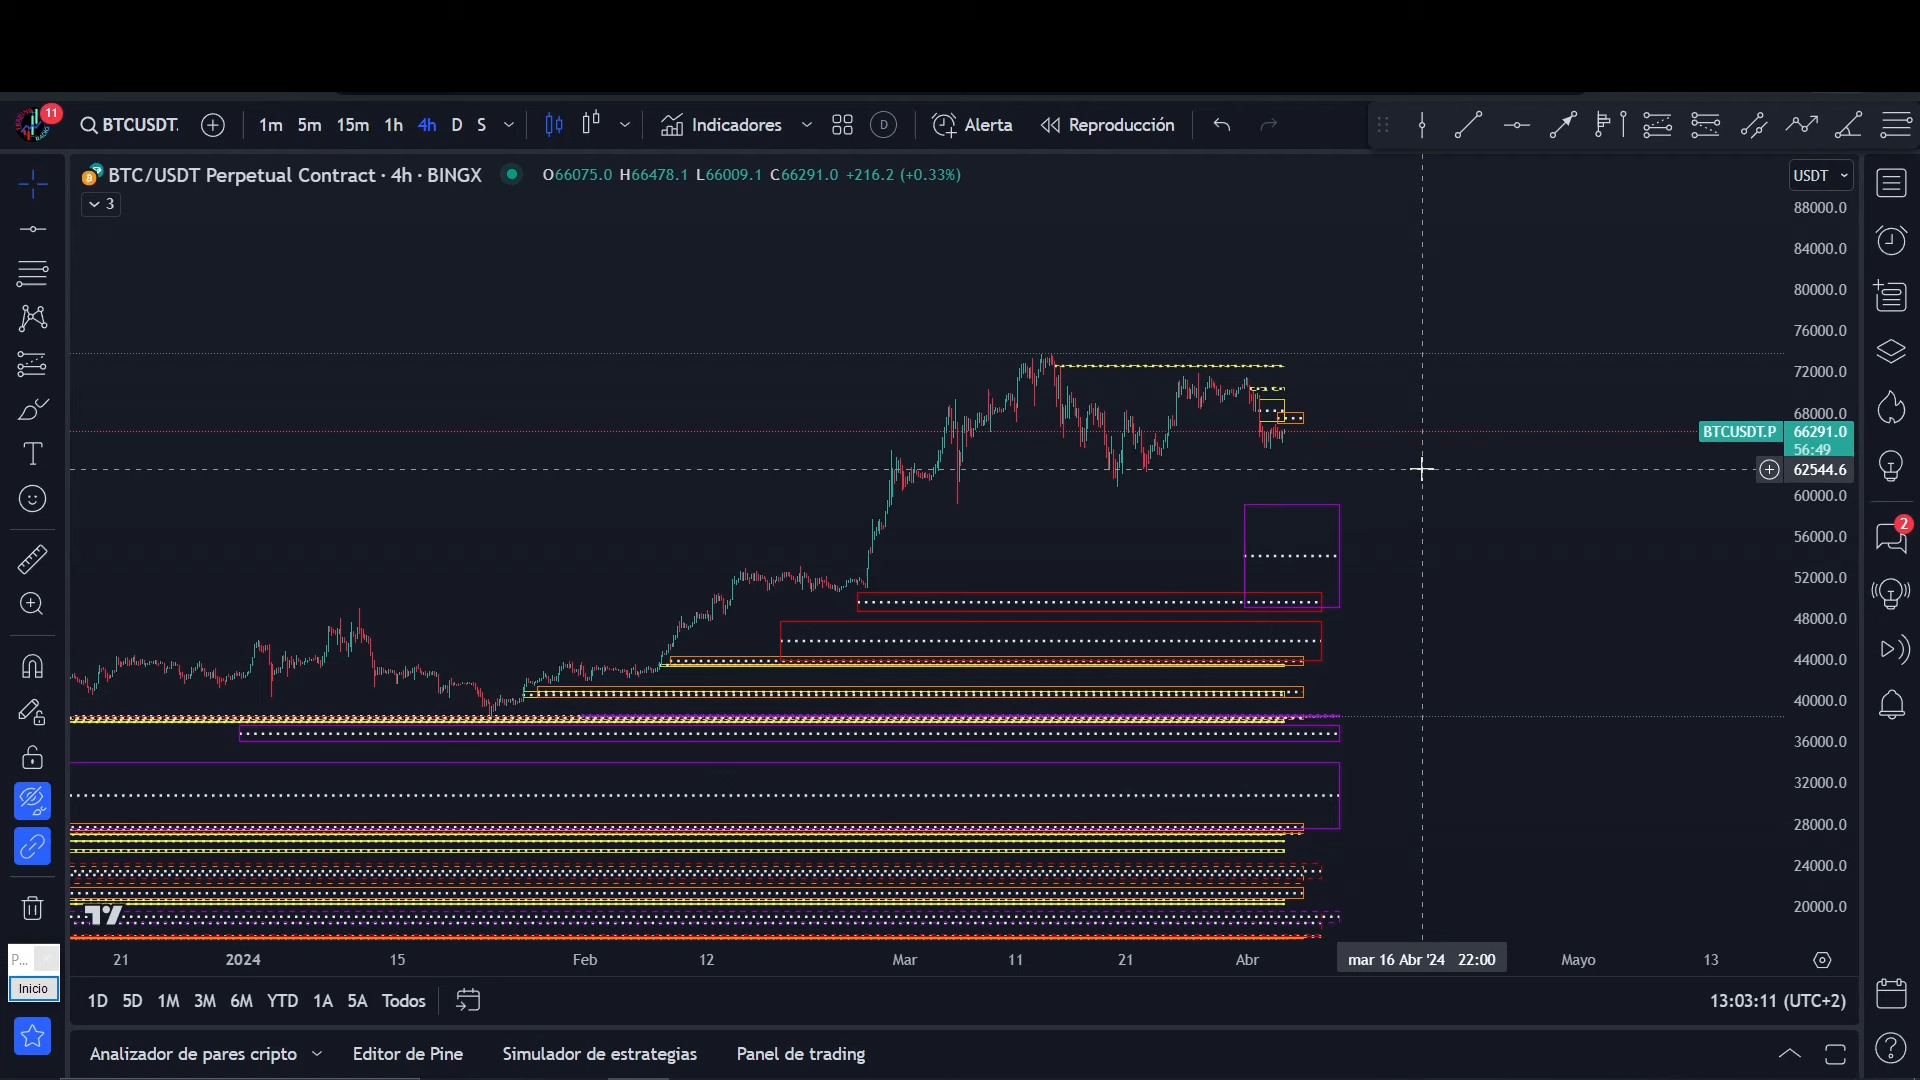 11
BTCUSDT.
1m 5m 15m 1h 4h D S
Indicadores
D
Alerta
Reproducción
BTC/USDT Perpetual Contract · 4h · BINGX
O66075.0 H66478.1 L66009.1 C66291.0 +216.2 (+0.33%)
3
USDT
88000.0
84000.0
80000.0
76000.0
72000.0
68000.0
BTCUSDT.P 66291.0
56:49
62544.6
60000.0
2
56000.0
52000.0
48000.0
44000.0
40000.0
36000.0
32000.0
28000.0
24000.0
20000.0
P...
21 2024 15 Feb 12 Mar 11 21 Abr mar 16 Abr '24 22:00 Mayo 13
Inicio
1D 5D 1M 3M 6M YTD 1A 5A Todos
13:03:11 (UTC+2)
Analizador de pares cripto Editor de Pine Simulador de estrategias Panel de trading